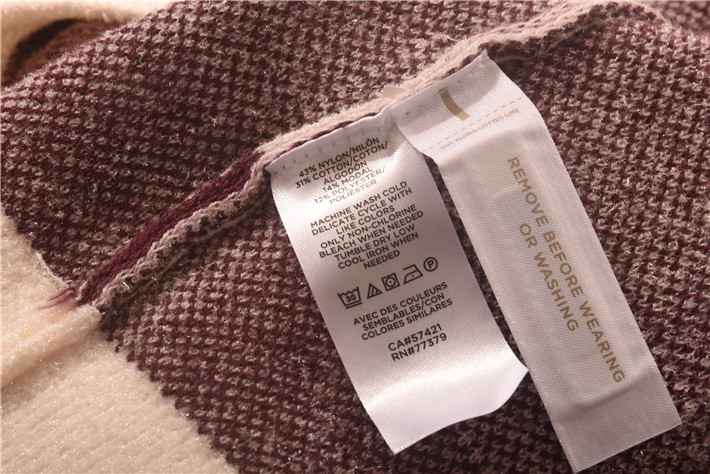 43% NYLON/NILÓN
31% COTTON/COTON/
ALGODÓN
14% MODAL
12% POLYESTER/
POLIÉSTER
MACHINE WASH COLD
DELICATE CYCLE WITH
LIKE COLORS
ONLY NON-CHLORINE
BLEACH WHEN NEEDED
TUMBLE DRY LOW
COOL IRON WHEN
NEEDED
30
P
AVEC DES COULEURS
SEMBLABLES/CON
COLORES SIMILARES
CA#57421
RN#77379
LINE
REMOVE BEFORE WEARING
OR WASHING